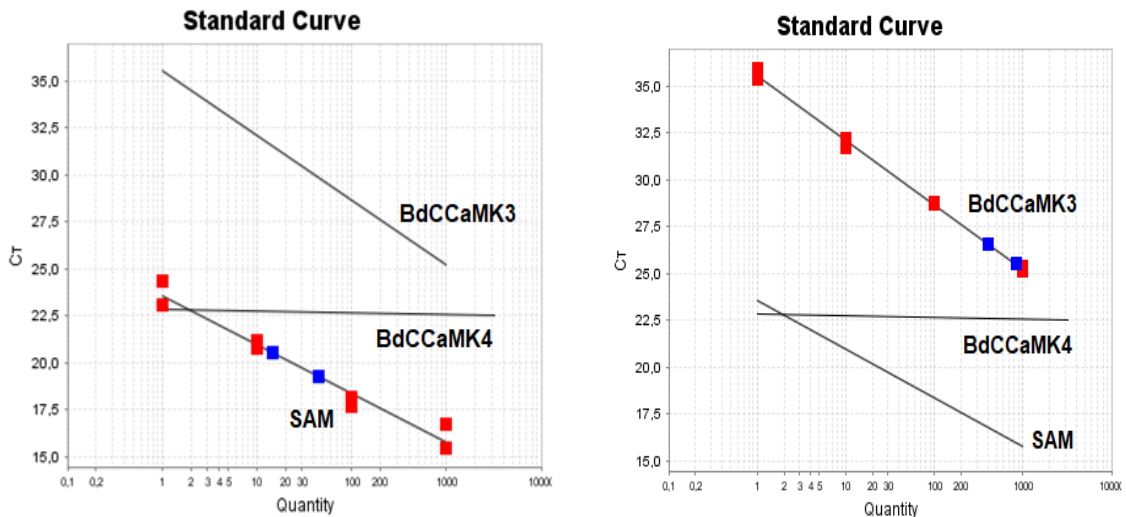 Standard Curve
35,0
32,5
30,0
27,5
25,0
22,5
20,0
17,5
15,0
CT
BdCCaMK3
BdCCaMK4
SAM
0,1 0,2 1 2 3 4 5 10 20 30 100 200 1000 10000
Quantity
Standard Curve
35,0
32,5
30,0
27,5
25,0
22,5
20,0
17,5
15,0
CT
BdCCaMK3
BdCCaMK4
SAM
0,1 0,2 1 2 3 4 5 10 20 30 100 200 1000 1000
Quantity